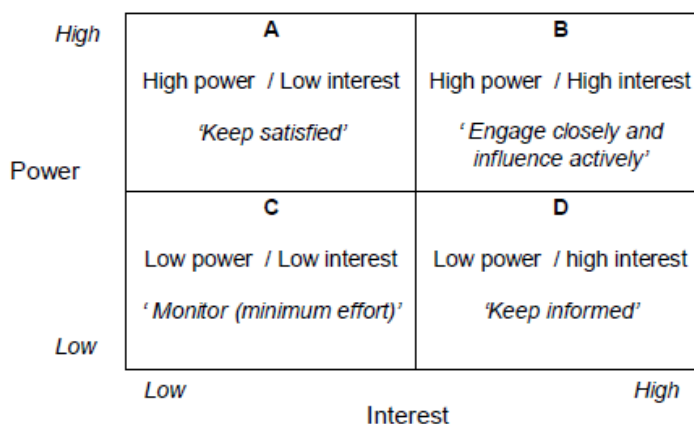 High
Power
Low
A
High power / Low interest
‘Keep satisfied’
B
High power / High interest
‘ Engage closely and
influence actively’
C
Low power / Low interest
‘ Monitor (minimum effort)’
D
Low power / high interest
‘Keep informed’
Low
High
Interest